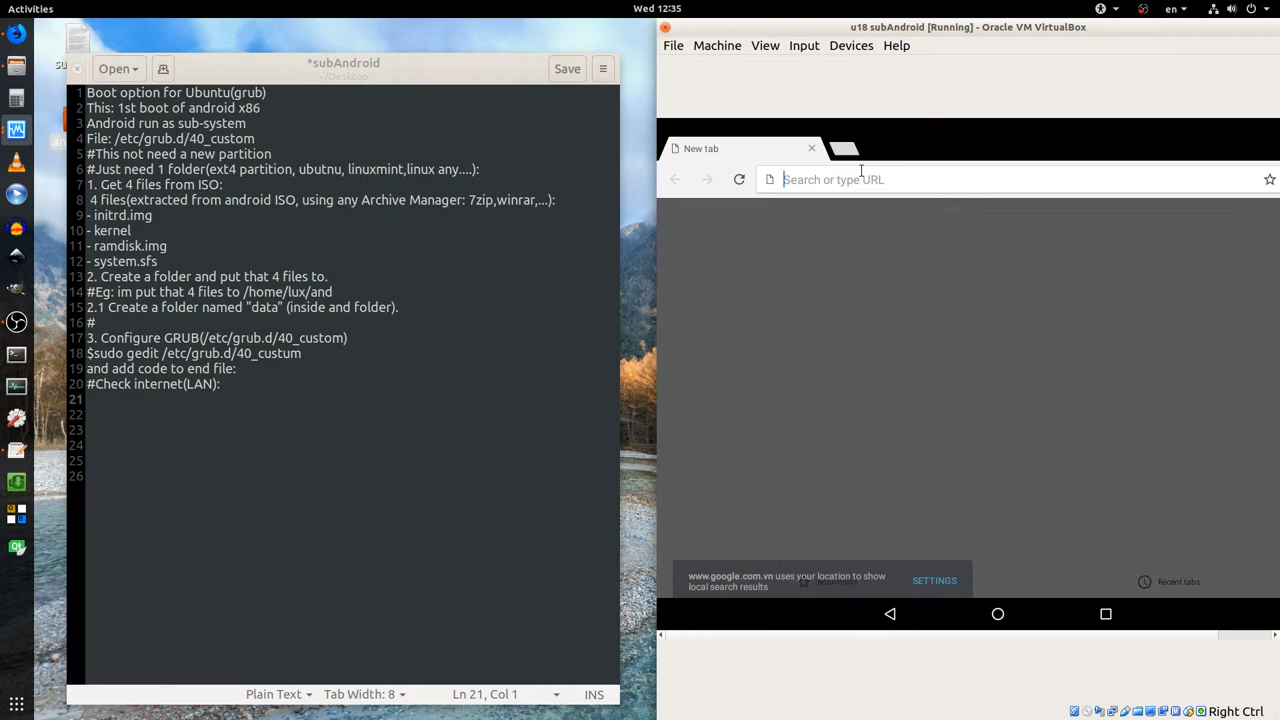 Activities
Wed 12:35
en
u18 subAndroid [Running] - Oracle VM VirtualBox
File Machine View Input Devices Help
Open
*subAndroid
~/Desktop
Save
1 Boot option for Ubuntu(grub)
2 This: 1st boot of android x86
3 Android run as sub-system
4 File: /etc/grub.d/40_custom
5 #This not need a new partition
6 #Just need 1 folder(ext4 partition, ubutnu, linuxmint,linux any....):
7 1. Get 4 files from ISO:
8 4 files(extracted from android ISO, using any Archive Manager: 7zip,winrar,...):
9 - initrd.img
10 - kernel
11 - ramdisk.img
12 - system.sfs
13 2. Create a folder and put that 4 files to.
14 #Eg: im put that 4 files to /home/lux/and
15 2.1 Create a folder named "data" (inside and folder).
16 #
17 3. Configure GRUB(/etc/grub.d/40_custom)
18 $sudo gedit /etc/grub.d/40_custum
19 and add code to end file:
20 #Check internet(LAN):
21
22
23
24
25
26
Plain Text
Tab Width: 8
Ln 21, Col 1
INS
New tab
Search or type URL
www.google.com.vn uses your location to show
local search results
SETTINGS
Recent tabs
Right Ctrl